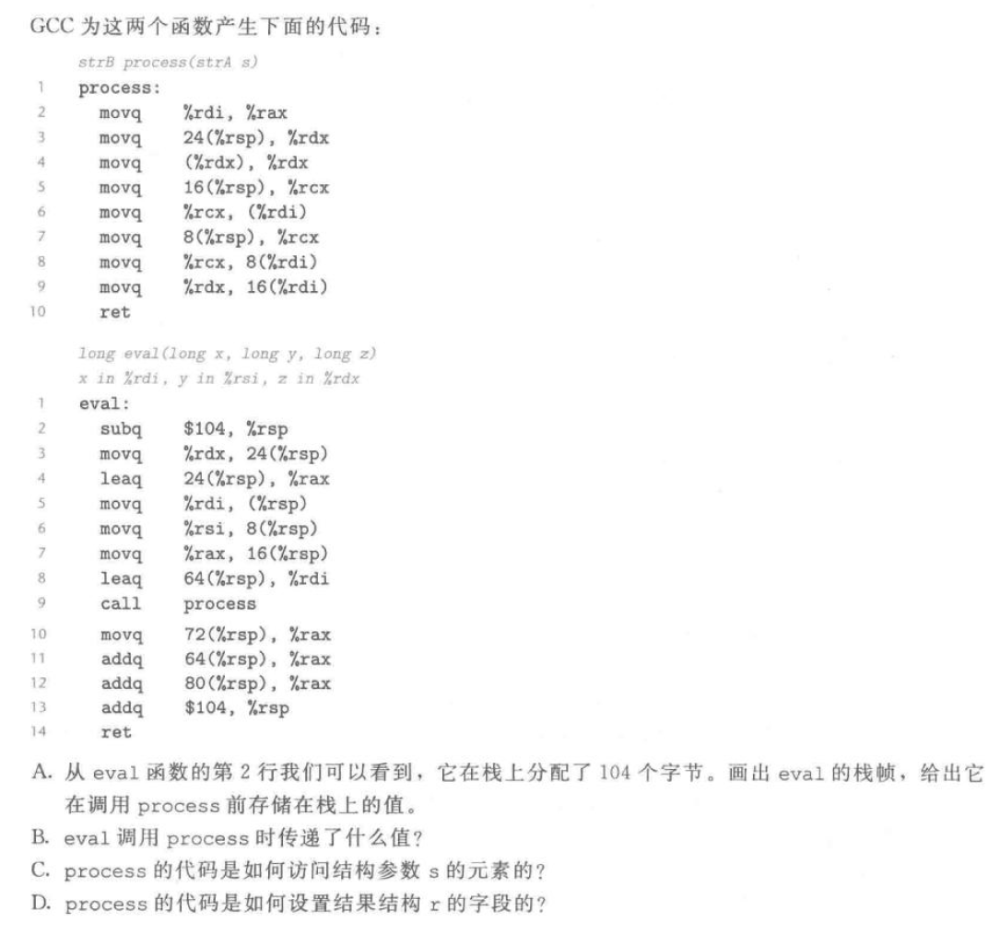 GCC 为这两个函数产生下面的代码：
strB process(strA s)
1 process:
2 movq %rdi, %rax
3 movq 24(%rsp), %rdx
4 movq (%rdx), %rdx
5 movq 16(%rsp), %rcx
6 movq %rcx, (%rdi)
7 movq 8(%rsp), %rcx
8 movq %rcx, 8(%rdi)
9 movq %rdx, 16(%rdi)
10 ret
long eval(long x, long y, long z)
x in %rdi, y in %rsi, z in %rdx
1 eval:
2 subq $104, %rsp
3 movq %rdx, 24(%rsp)
4 leaq 24(%rsp), %rax
5 movq %rdi, (%rsp)
6 movq %rsi, 8(%rsp)
7 movq %rax, 16(%rsp)
8 leaq 64(%rsp), %rdi
9 call process
10 movq 72(%rsp), %rax
11 addq 64(%rsp), %rax
12 addq 80(%rsp), %rax
13 addq $104, %rsp
14 ret
A. 从 eval 函数的第 2 行我们可以看到，它在栈上分配了 104 个字节。画出 eval 的栈帧，给出它
在调用 process 前存储在栈上的值。
B. eval 调用 process 时传递了什么值？
C. process 的代码是如何访问结构参数 s 的元素的？
D. process 的代码是如何设置结果结构 r 的字段的？